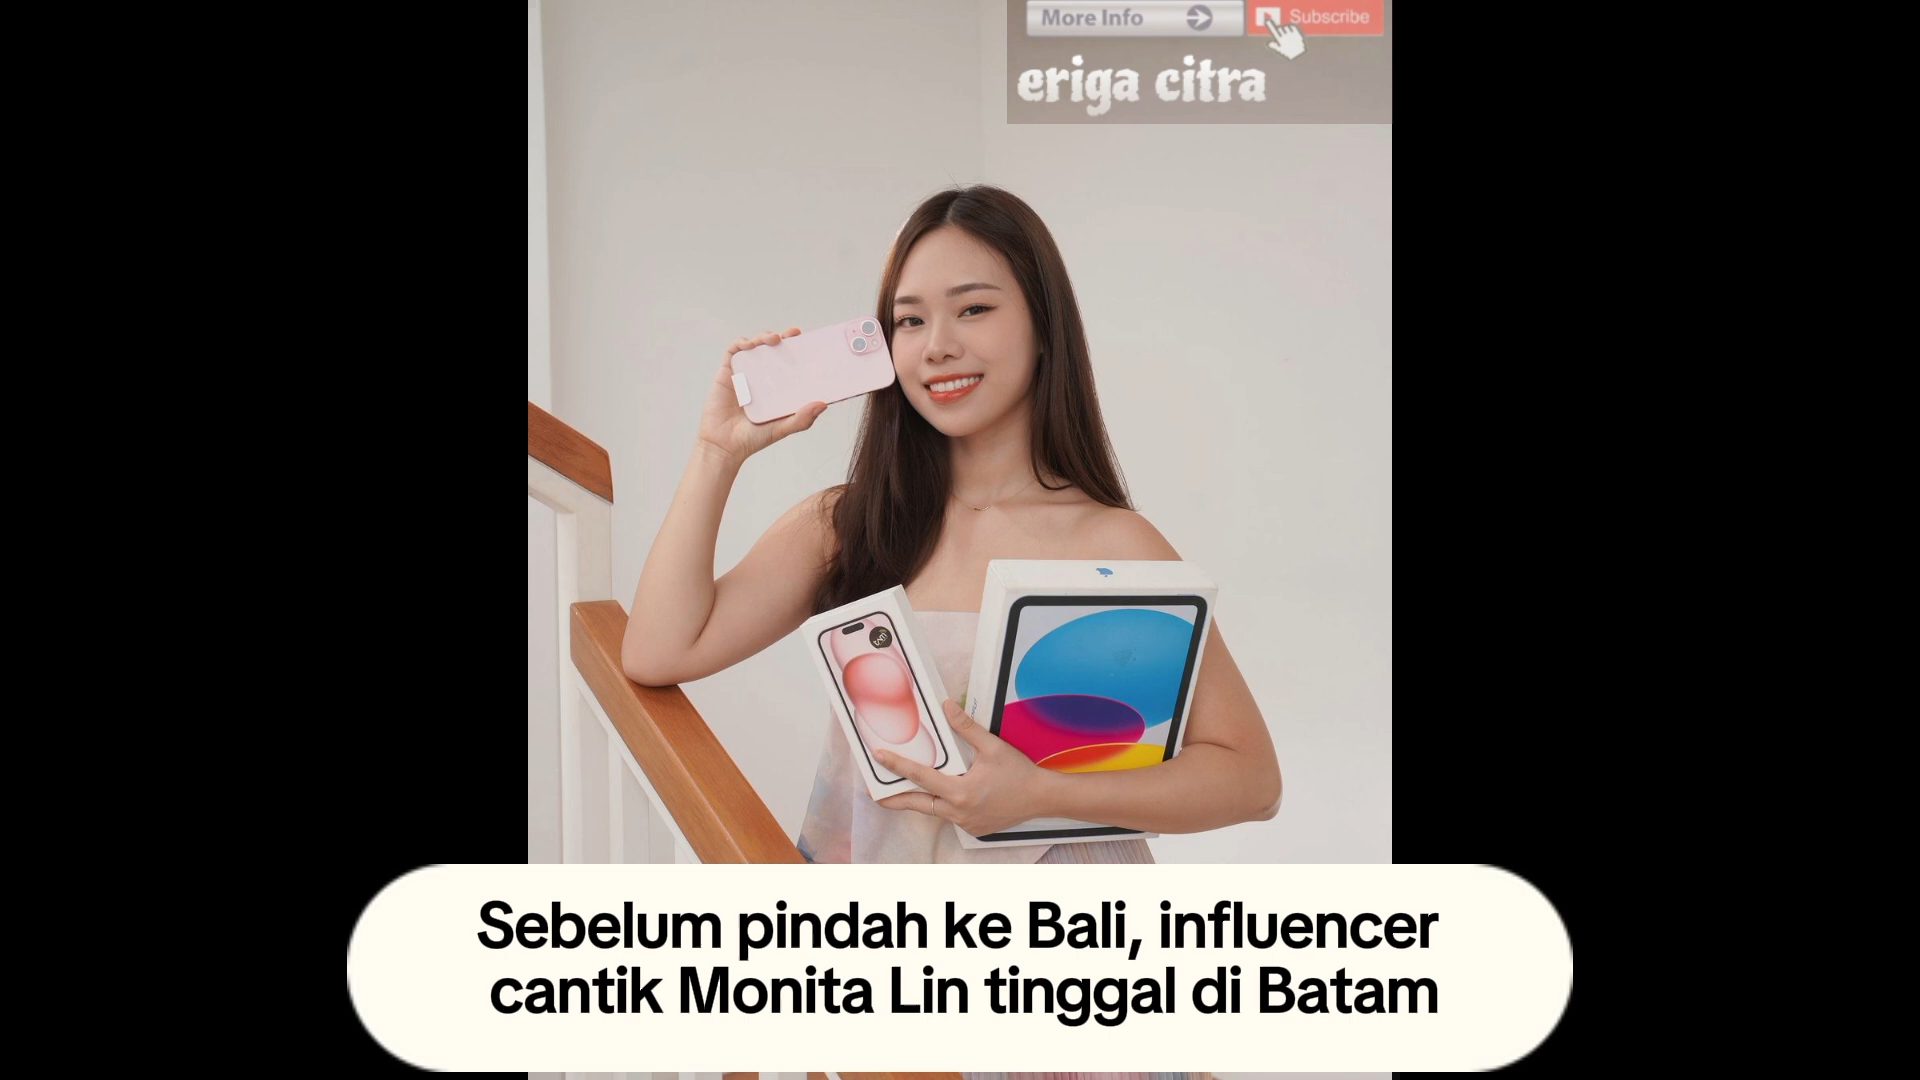 More Info
Subscribe
eriga citra
Sebelum pindah ke Bali, influencer
cantik Monita Lin tinggal di Batam